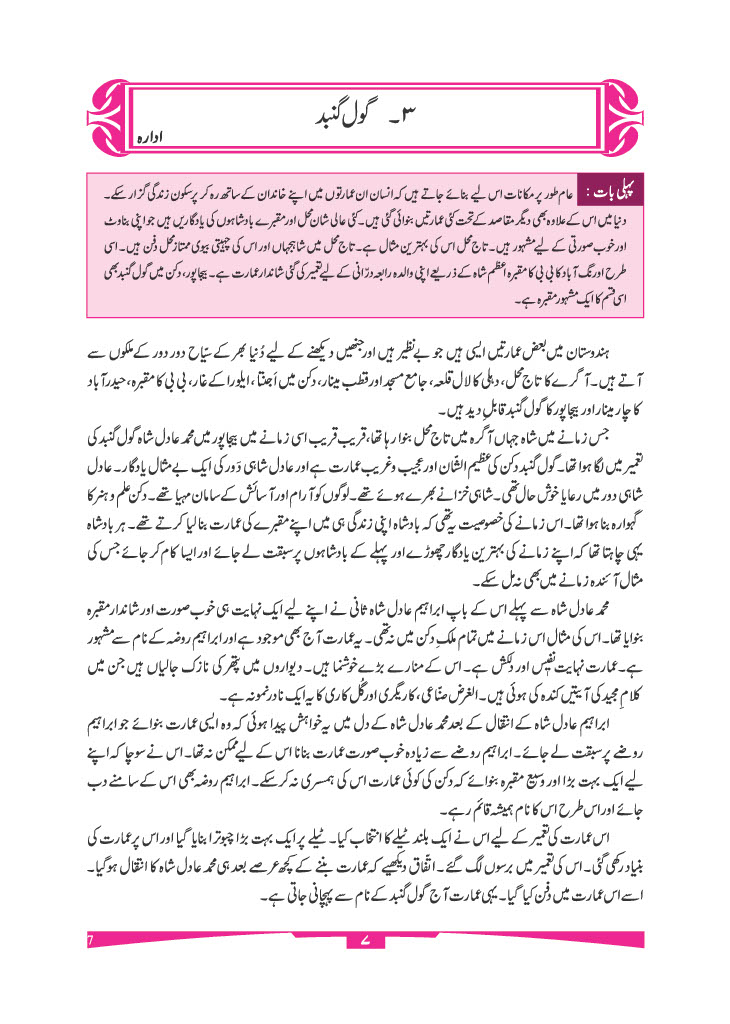 ۳۔ گول گنبد
ادارہ
پہلی بات : عام طور پر مکانات اس لیے بنائے جاتے ہیں کہ انسان ان عمارتوں میں اپنے خاندان کے ساتھ رہ کر پرسکون زندگی گزار سکے۔
دنیا میں اس کے علاوہ بھی دیگر مقاصد کے تحت کئی عمارتیں بنوائی گئی ہیں۔ کئی عالی شان محل اور مقبرے بادشاہوں کی یادگاریں ہیں جو اپنی بناوٹ
اور خوب صورتی کے لیے مشہور ہیں۔ تاج محل اس کی بہترین مثال ہے۔ تاج محل میں شاہجہاں اور اس کی چہیتی بیوی ممتاز محل دفن ہیں۔ اسی
طرح اورنگ آباد کا بی بی کا مقبرہ اعظم شاہ کے ذریعے اپنی والدہ رابعہ درّانی کے لیے تعمیر کی گئی شاندار عمارت ہے۔ بیجاپور، دکن میں گول گنبد بھی
اسی قسم کا ایک مشہور مقبرہ ہے۔
ہندوستان میں بعض عمارتیں ایسی ہیں جو بے نظیر ہیں اور جنھیں دیکھنے کے لیے دُنیا بھر کے سیّاح دور دور کے ملکوں سے
آتے ہیں۔ آگرے کا تاج محل، دہلی کا لال قلعہ، جامع مسجد اور قطب مینار، دکن میں اَجنتا، ایلورا کے غار، بی بی کا مقبرہ، حیدرآباد
کا چار مینار اور بیجاپور کا گول گنبد قابلِ دید ہیں۔
جس زمانے میں شاہ جہاں آگرہ میں تاج محل بنوا رہا تھا، قریب قریب اسی زمانے میں بیجاپور میں محمد عادل شاہ گول گنبد کی
تعمیر میں لگا ہوا تھا۔ گول گنبد دکن کی عظیم الشّان اور عجیب و غریب عمارت ہے اور عادل شاہی دَور کی ایک بے مثال یادگار۔ عادل
شاہی دور میں رعایا خوش حال تھی۔ شاہی خزانے بھرے ہوئے تھے۔ لوگوں کو آرام اور آسائش کے سامان مہیا تھے۔ دکن علم و ہنر کا
گہوارہ بنا ہوا تھا۔ اس زمانے کی خصوصیت یہ تھی کہ بادشاہ اپنی زندگی ہی میں اپنے مقبرے کی عمارت بنا لیا کرتے تھے۔ ہر بادشاہ
یہی چاہتا تھا کہ اپنے زمانے کی بہترین یادگار چھوڑے اور پہلے کے بادشاہوں پر سبقت لے جائے اور ایسا کام کر جائے جس کی
مثال آئندہ زمانے میں بھی نہ مل سکے۔
محمد عادل شاہ سے پہلے اس کے باپ ابراہیم عادل شاہ ثانی نے اپنے لیے ایک نہایت ہی خوب صورت اور شاندار مقبرہ
بنوایا تھا۔ اس کی مثال اس زمانے میں تمام ملکِ دکن میں نہ تھی۔ یہ عمارت آج بھی موجود ہے اور ابراہیم روضہ کے نام سے مشہور
ہے۔ عمارت نہایت نفیس اور دلکش ہے۔ اس کے منارے بڑے خوشنما ہیں۔ دیواروں میں پتھر کی نازک جالیاں ہیں جن میں
کلامِ مجید کی آیتیں کندہ کی ہوئی ہیں۔ الغرض صنّاعی، کاریگری اور گُل کاری کا یہ ایک نادر نمونہ ہے۔
ابراہیم عادل شاہ کے انتقال کے بعد محمد عادل شاہ کے دل میں یہ خواہش پیدا ہوئی کہ وہ ایسی عمارت بنوائے جو ابراہیم
روضے پر سبقت لے جائے۔ ابراہیم روضے سے زیادہ خوب صورت عمارت بنانا اس کے لیے ممکن نہ تھا۔ اس نے سوچا کہ اپنے
لیے ایک بہت بڑا اور وسیع مقبرہ بنوائے کہ دکن کی کوئی عمارت اس کی ہمسری نہ کر سکے۔ ابراہیم روضہ بھی اس کے سامنے دب
جائے اور اس طرح اس کا نام ہمیشہ قائم رہے۔
اس عمارت کی تعمیر کے لیے اس نے ایک بلند ٹیلے کا انتخاب کیا۔ ٹیلے پر ایک بہت بڑا چبوترا بنایا گیا اور اس پر عمارت کی
بنیاد رکھی گئی۔ اس کی تعمیر میں برسوں لگ گئے۔ اتّفاق دیکھیے کہ عمارت بننے کے کچھ عرصے بعد ہی محمد عادل شاہ کا انتقال ہوگیا۔
اسے اس عمارت میں دفن کیا گیا۔ یہی عمارت آج گول گنبد کے نام سے پہچانی جاتی ہے۔
7
۷